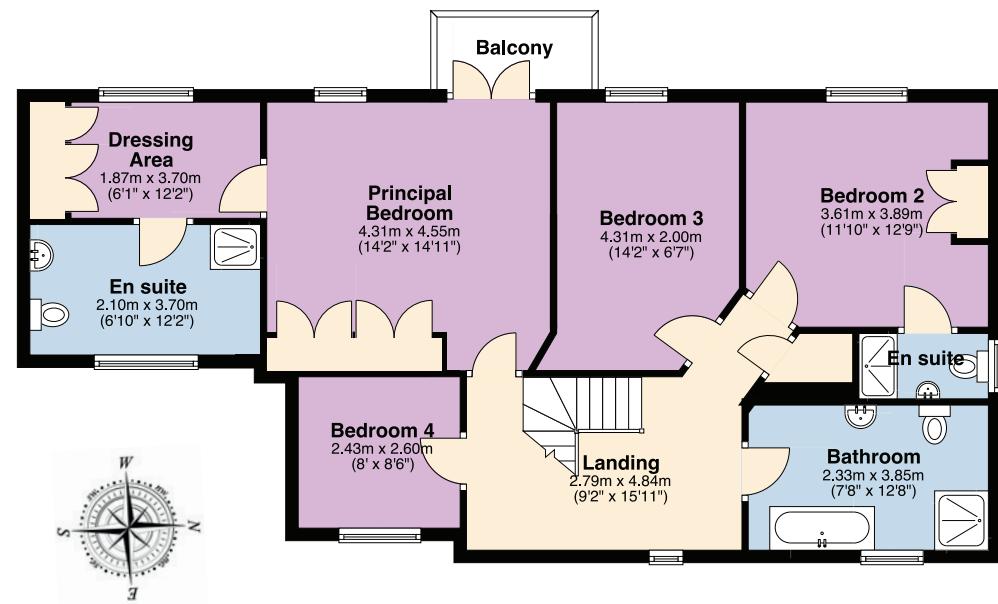 Balcony
Dressing
Area
1.87m x 3.70m
(6'1" x 12'2")
Principal
Bedroom
4.31m x 4.55m
(14'2" x 14'11")
Bedroom 3
4.31m x 2.00m
(14'2" x 6'7")
Bedroom 2
3.61m x 3.89m
(11'10" x 12'9")
En suite
2.10m x 3.70m
(6'10" x 12'2")
En suite
Bedroom 4
2.43m x 2.60m
(8' x 8'6")
Landing
2.79m x 4.84m
(9'2" x 15'11")
Bathroom
2.33m x 3.85m
(7'8" x 12'8")
W
S
N
E